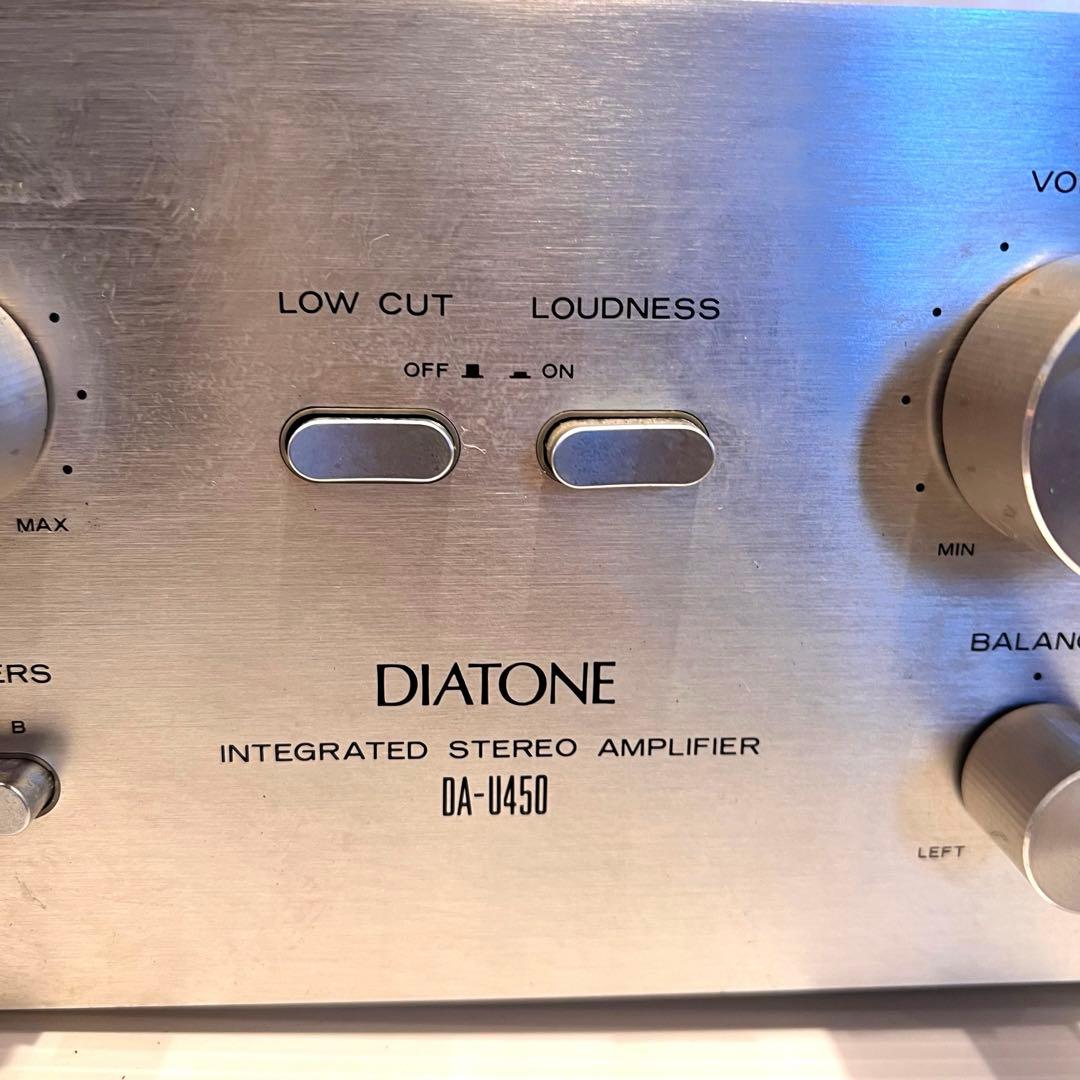 VO
LOW CUT LOUDNESS
OFF ON
MAX
MIN
BALANC
ERS
B
DIATONE
INTEGRATED STEREO AMPLIFIER
DA-U450
LEFT